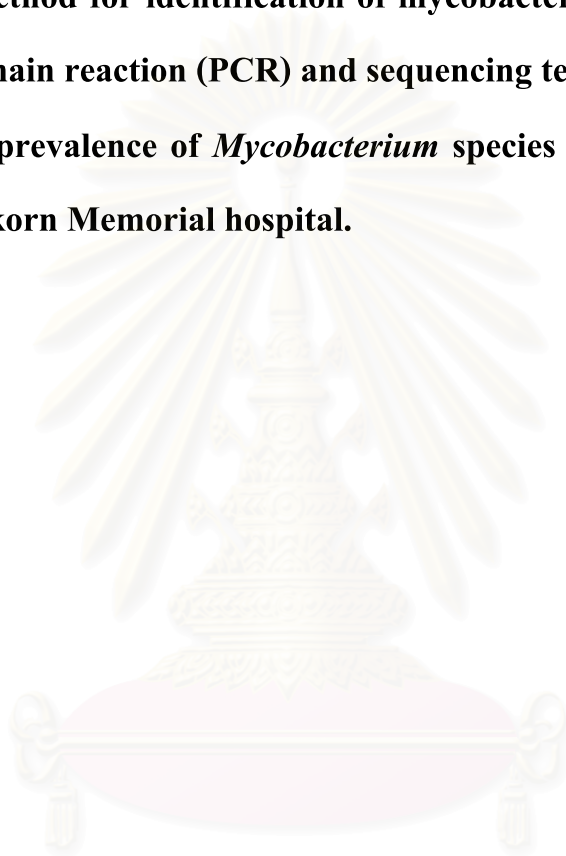 ethod for identification of mycobacter
hain reaction (PCR) and sequencing te
prevalence of Mycobacterium species
korn Memorial hospital.